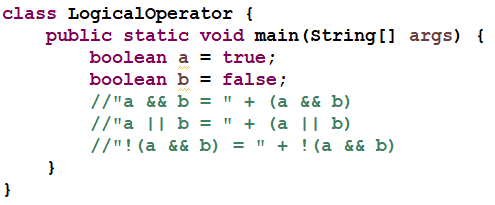 class LogicalOperator {
    public static void main(String[] args) {
        boolean a = true;
        boolean b = false;
        //"a && b = " + (a && b)
        //"a || b = " + (a || b)
        //"!(a && b) = " + !(a && b)
    }
}